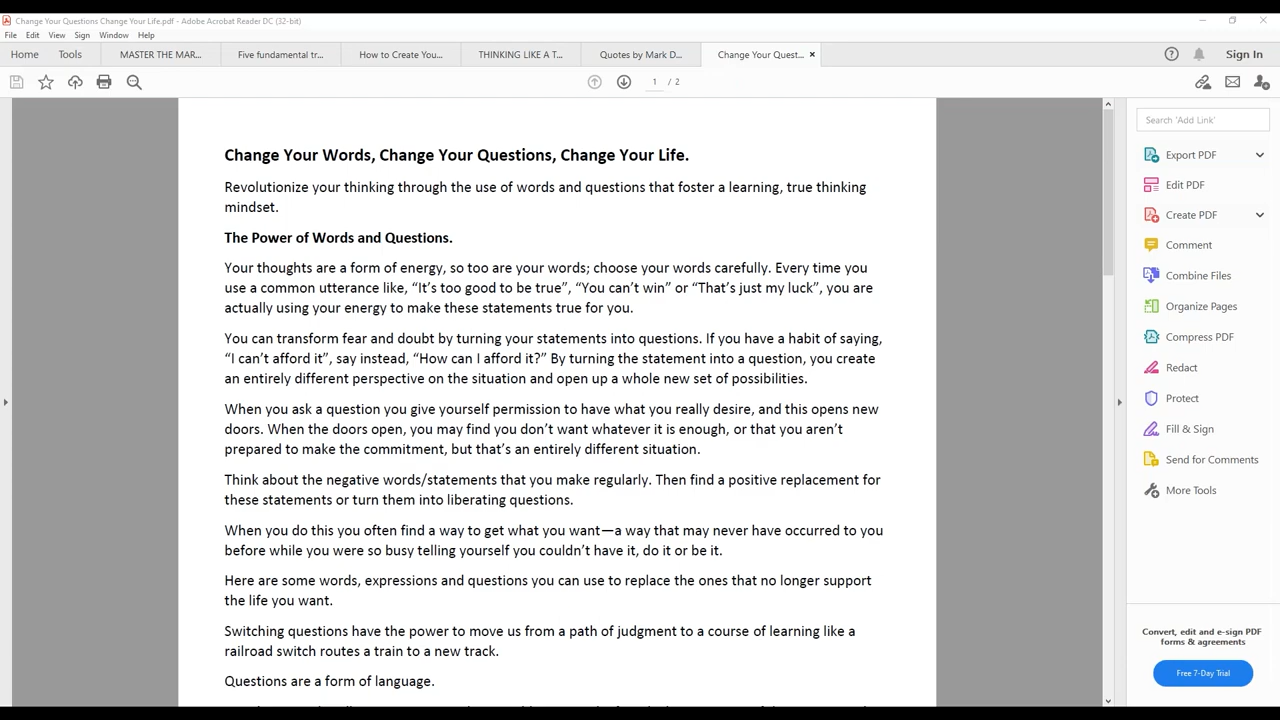 Change Your Questions Change Your Life.pdf - Adobe Acrobat Reader DC (32-bit)
File Edit View Sign Window Help
Home Tools MASTER THE MAR... Five fundamental tr... How to Create You... THINKING LIKE A T... Quotes by Mark D... Change Your Quest... × Sign In
1 / 2
Change Your Words, Change Your Questions, Change Your Life.
Revolutionize your thinking through the use of words and questions that foster a learning, true thinking
mindset.
The Power of Words and Questions.
Your thoughts are a form of energy, so too are your words; choose your words carefully. Every time you
use a common utterance like, “It’s too good to be true”, “You can’t win” or “That’s just my luck”, you are
actually using your energy to make these statements true for you.
You can transform fear and doubt by turning your statements into questions. If you have a habit of saying,
“I can’t afford it”, say instead, “How can I afford it?” By turning the statement into a question, you create
an entirely different perspective on the situation and open up a whole new set of possibilities.
When you ask a question you give yourself permission to have what you really desire, and this opens new
doors. When the doors open, you may find you don’t want whatever it is enough, or that you aren’t
prepared to make the commitment, but that’s an entirely different situation.
Think about the negative words/statements that you make regularly. Then find a positive replacement for
these statements or turn them into liberating questions.
When you do this you often find a way to get what you want—a way that may never have occurred to you
before while you were so busy telling yourself you couldn’t have it, do it or be it.
Here are some words, expressions and questions you can use to replace the ones that no longer support
the life you want.
Switching questions have the power to move us from a path of judgment to a course of learning like a
railroad switch routes a train to a new track.
Questions are a form of language.
Search 'Add Link'
Export PDF
Edit PDF
Create PDF
Comment
Combine Files
Organize Pages
Compress PDF
Redact
Protect
Fill & Sign
Send for Comments
More Tools
Convert, edit and e-sign PDF
forms & agreements
Free 7-Day Trial